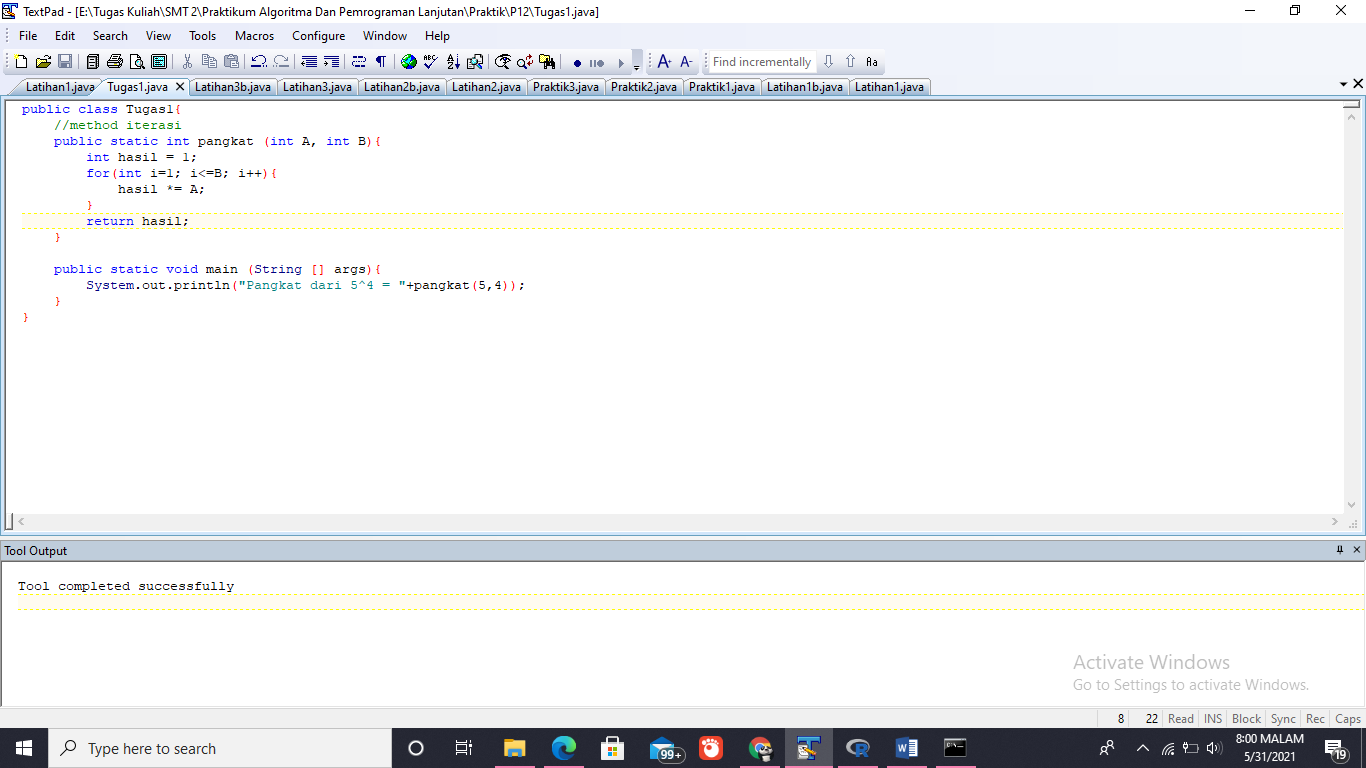 TextPad - [E:\Tugas Kuliah\SMT 2\Praktikum Algoritma Dan Pemrograman Lanjutan\Praktik\P12\Tugas1.java]
File Edit Search View Tools Macros Configure Window Help
Find incrementally Aa
Latihan1.java Tugas1.java Latihan3b.java Latihan3.java Latihan2b.java Latihan2.java Praktik3.java Praktik2.java Praktik1.java Latihan1b.java Latihan1.java
public class Tugas1{
//method iterasi
public static int pangkat (int A, int B){
int hasil = 1;
for(int i=1; i<=B; i++){
hasil *= A;
}
return hasil;
}
public static void main (String [] args){
System.out.println("Pangkat dari 5^4 = "+pangkat(5,4));
}
}
Tool Output
Tool completed successfully
Activate Windows
Go to Settings to activate Windows.
8 22 Read INS Block Sync Rec Caps
Type here to search
99+
8:00 MALAM
5/31/2021
19